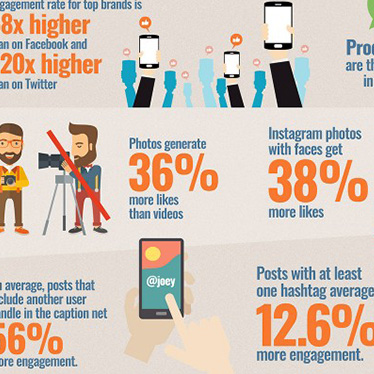 gagement rate for top brands is
8x higher
an on Facebook and
20x higher
an on Twitter
Prod
are th
in
Photos generate
36%
more likes
than videos
Instagram photos
with faces get
38%
more likes
@joey
average, posts that
clude another user
ndle in the caption net
56%
ore engagement.
Posts with at least
one hashtag average
12.6%
more engagement.